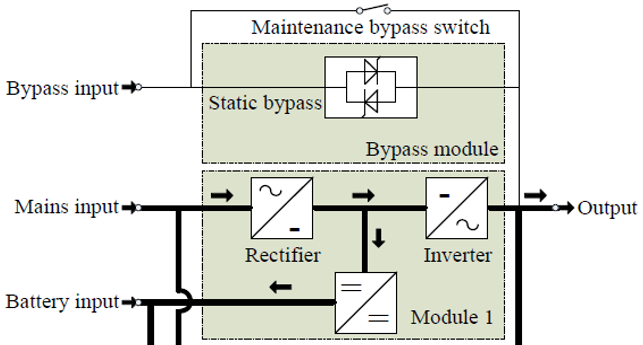 Maintenance bypass switch
Bypass input
Static bypass
Bypass module
Mains input
Output
Rectifier
Inverter
Battery input
Module 1